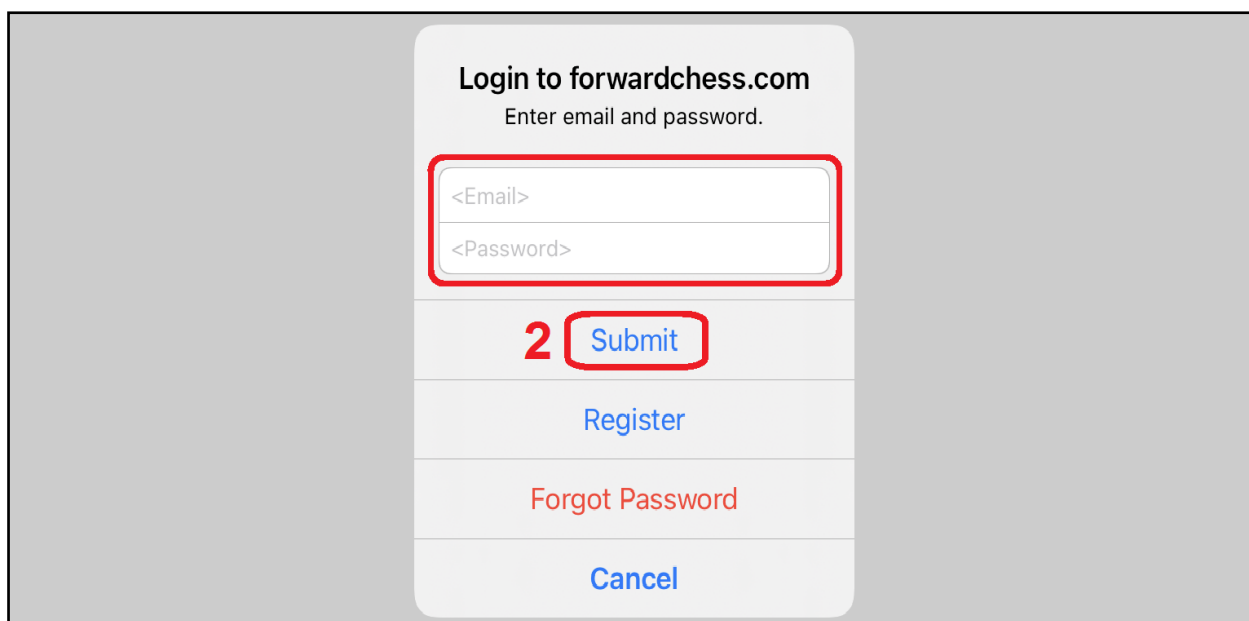 Login to forwardchess.com
Enter email and password.
<Email>
<Password>
2 Submit
Register
Forgot Password
Cancel